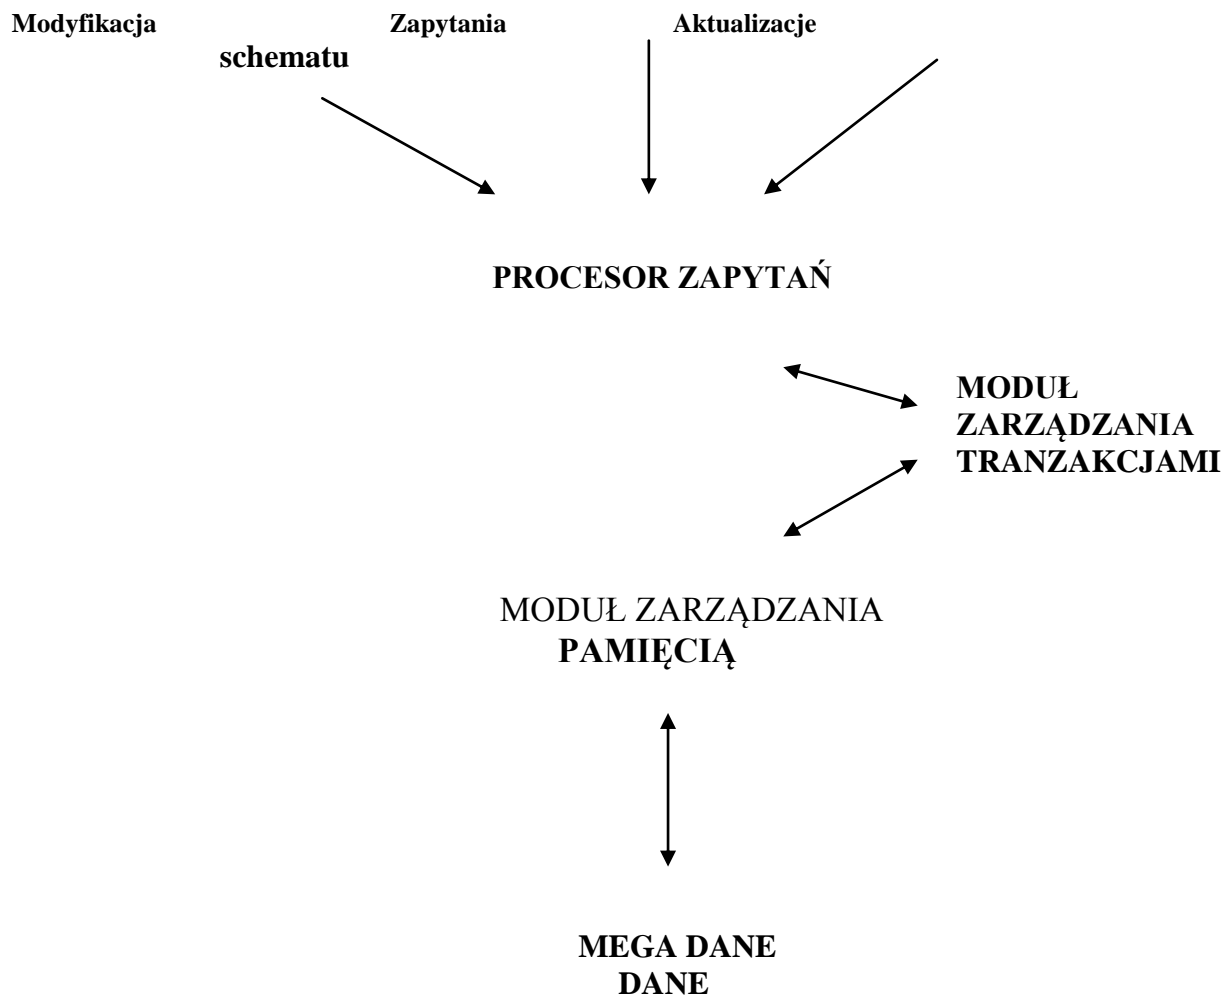 Modyfikacja Zapytania Aktualizacje
schematu
PROCESOR ZAPYTAŃ
MODUŁ
ZARZĄDZANIA
TRANZAKCJAMI
MODUŁ ZARZĄDZANIA
PAMIĘCIĄ
MEGA DANE
DANE